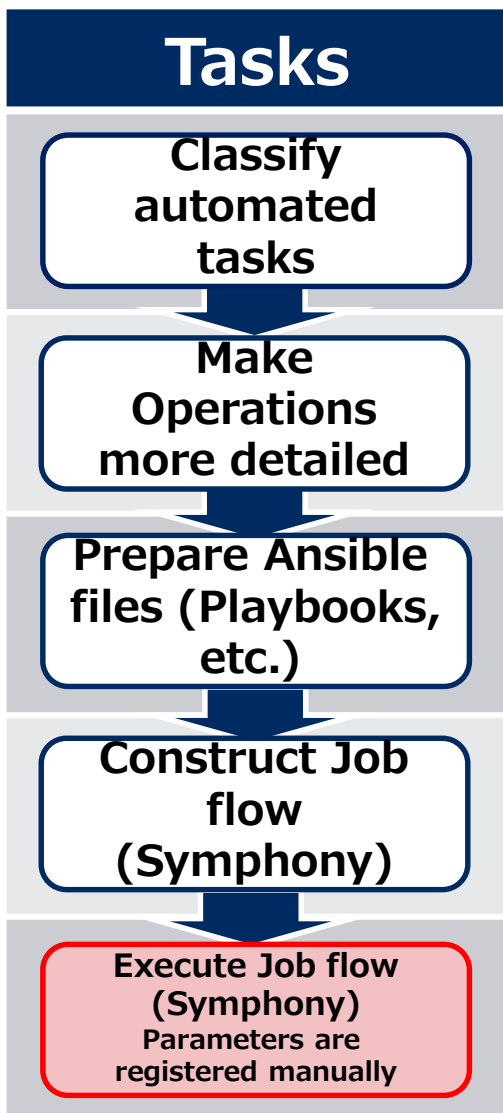 Tasks
Classify
automated
tasks
Make
Operations
more detailed
Prepare Ansible
files (Playbooks,
etc.)
Construct Job
flow
(Symphony)
Execute Job flow
(Symphony)
Parameters are
registered manually